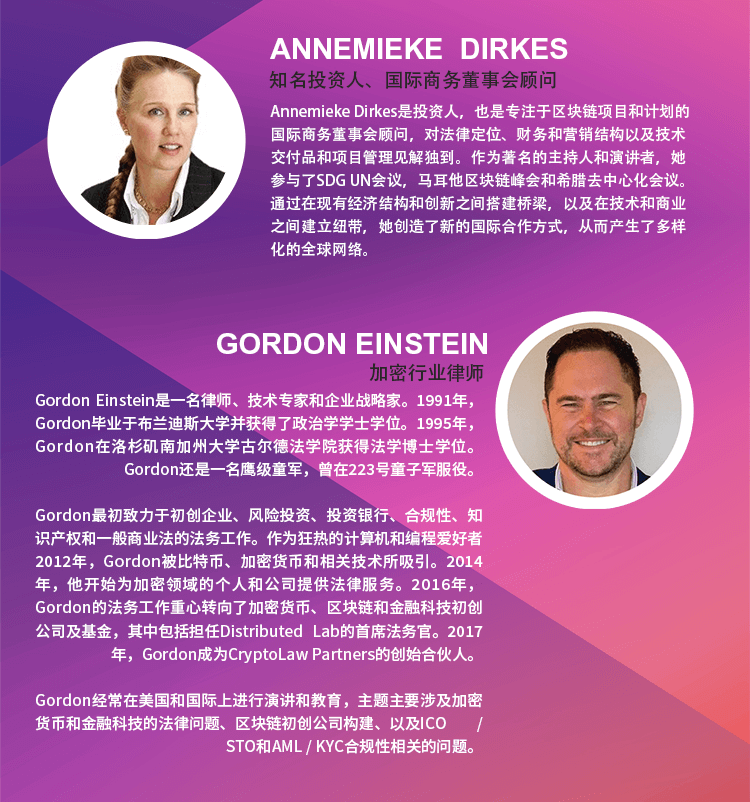 ANNEMIEKE DIRKES
知名投资人、国际商务董事会顾问
Annemieke Dirkes是投资人，也是专注于区块链项目和计划的
国际商务董事会顾问，对法律定位、财务和营销结构以及技术
交付品和项目管理见解独到。作为著名的主持人和演讲者，她
参与了SDG UN会议，马耳他区块链峰会和希腊去中心化会议。
通过在现有经济结构和创新之间搭建桥梁，以及在技术和商业
之间建立纽带，她创造了新的国际合作方式，从而产生了多样
化的全球网络。
GORDON EINSTEIN
加密行业律师
Gordon Einstein是一名律师、技术专家和企业战略家。1991年，
Gordon毕业于布兰迪斯大学并获得了政治学学士学位。1995年，
Gordon在洛杉矶南加州大学古尔德法学院获得法学博士学位。
Gordon还是一名鹰级童军，曾在223号童子军服役。
Gordon最初致力于初创企业、风险投资、投资银行、合规性、知
识产权和一般商业法的法务工作。作为狂热的计算机和编程爱好者
2012年，Gordon被比特币、加密货币和相关技术所吸引。2014
年，他开始为加密领域的个人和公司提供法律服务。2016年，
Gordon的法务工作重心转向了加密货币、区块链和金融科技初创
公司及基金，其中包括担任Distributed Lab的首席法务官。2017
年，Gordon成为CryptoLaw Partners的创始合伙人。
Gordon经常在美国和国际上进行演讲和教育，主题主要涉及加密
货币和金融科技的法律问题、区块链初创公司构建、以及ICO /
STO和AML / KYC合规性相关的问题。